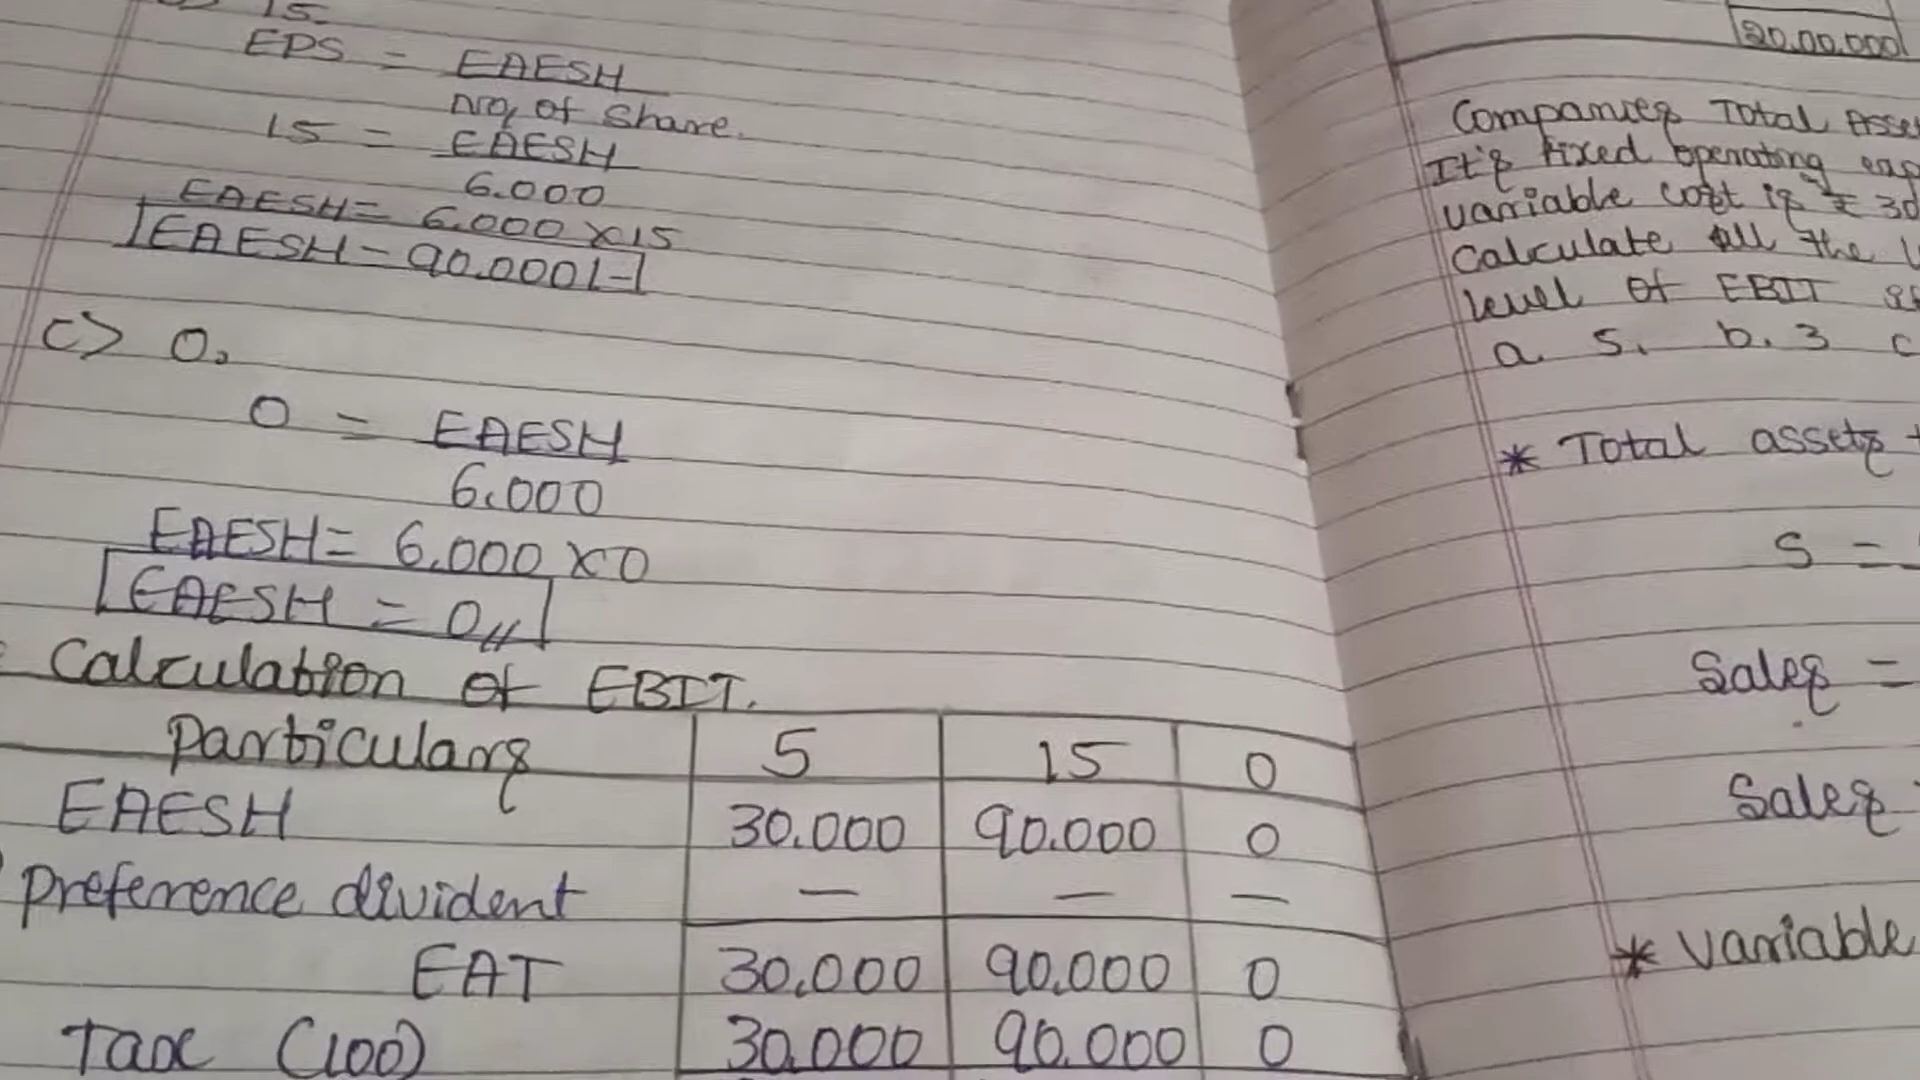 15.
EPS = EAESH
No, of Share.
15 = EAESH
6.000
EAESH = 6.000 X 15
EAESH = 90.000/-
C> 0.
0 = EAESH
6.000
EAESH = 6.000 X 0
EAESH = 0//
Calculation of EBIT.
Particulars 5 15 0
EAESH 30.000 90.000 0
Preference divident — — —
EAT 30.000 90.000 0
Tax (100) 30.000 90.000 0
20,00,000
Companies Total Asse
It's fixed operating exp
variable cost is ₹ 30
Calculate all the
level of EBIT
a. 5. b. 3 c
* Total assets
5 =
Sales =
Sales
* Variable